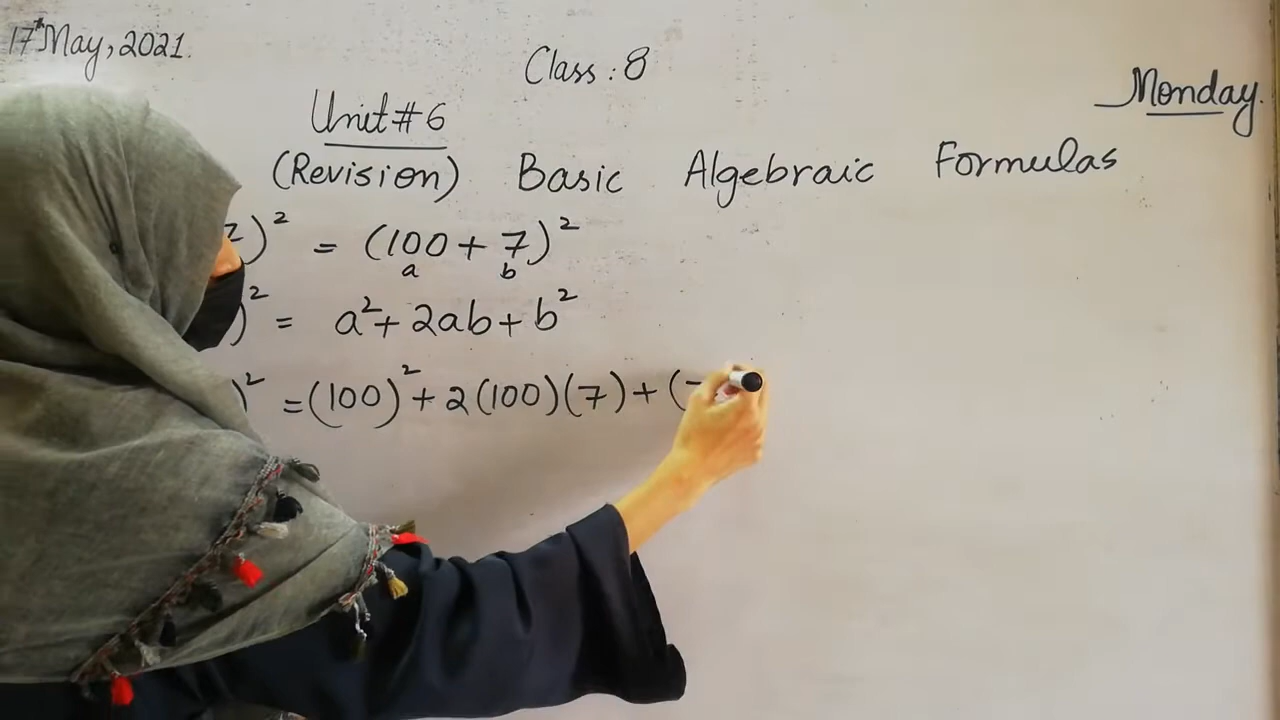 17th May, 2021.
Class : 8
Monday.
Unit # 6
(Revision) Basic Algebraic Formulas
)² = (100 + 7)²
a b
)² = a² + 2ab + b²
)² = (100)² + 2(100)(7) + (